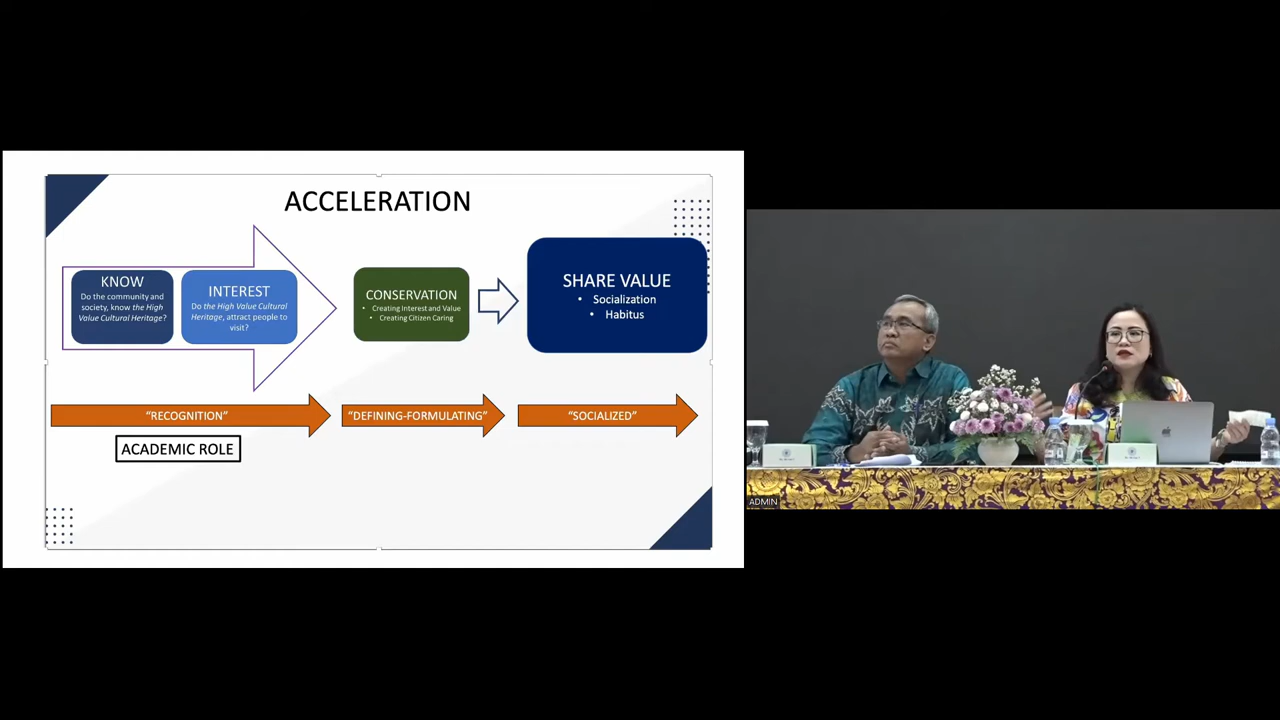 ACCELERATION
KNOW
Do the community and
society, know the High
Value Cultural Heritage?
INTEREST
Do the High Value Cultural
Heritage, attract people to
visit?
CONSERVATION
• Creating Interest and Value
• Creating Citizen Caring
SHARE VALUE
• Socialization
• Habitus
“RECOGNITION”
“DEFINING-FORMULATING”
“SOCIALIZED”
ACADEMIC ROLE
ADMIN